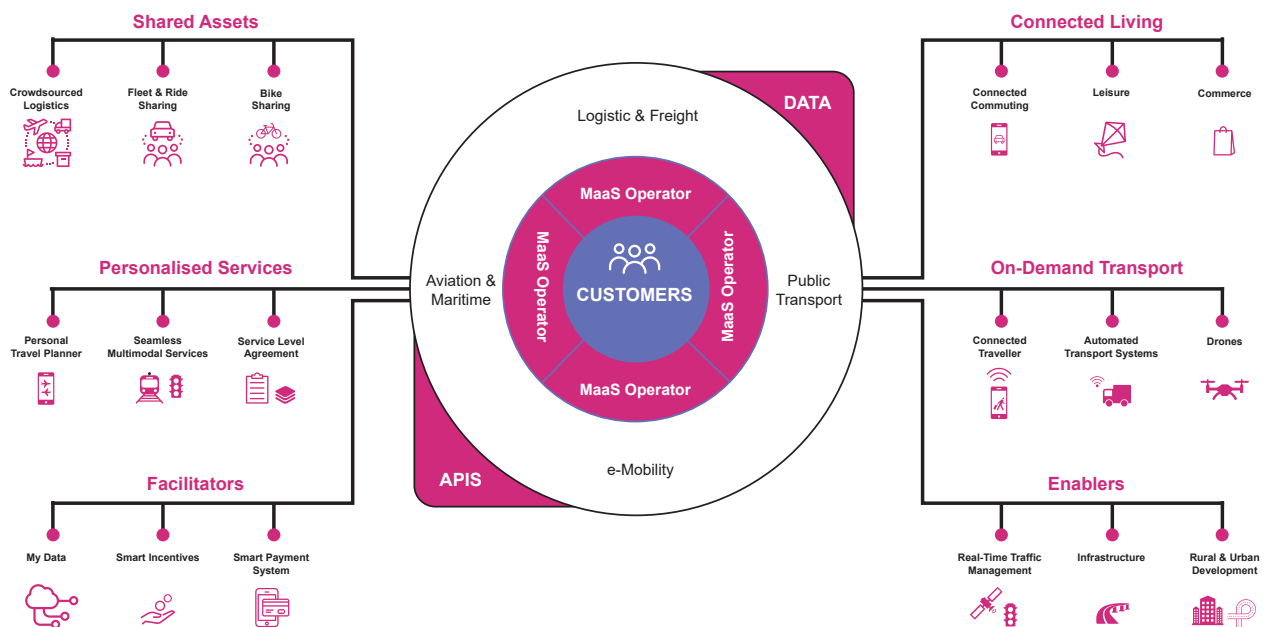 Shared Assets
Crowdsourced
Logistics
Fleet & Ride
Sharing
Bike
Sharing
Personalised Services
Personal
Travel Planner
Seamless
Multimodal Services
Service Level
Agreement
Facilitators
My Data
Smart Incentives
Smart Payment
System
DATA
Logistic & Freight
MaaS Operator
MaaS Operator
MaaS Operator
CUSTOMERS
Aviation &
Maritime
Public
Transport
MaaS Operator
e-Mobility
APIS
Connected Living
Connected
Commuting
Leisure
Commerce
On-Demand Transport
Connected
Traveller
Automated
Transport Systems
Drones
Enablers
Real-Time Traffic
Management
Infrastructure
Rural & Urban
Development